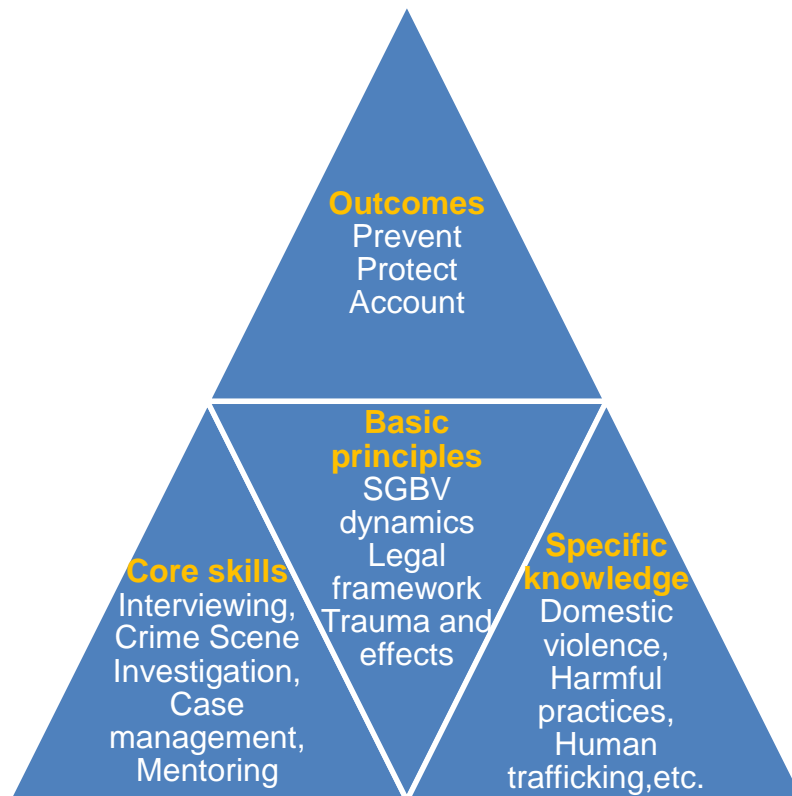 Outcomes
Prevent
Protect
Account
Basic
principles
SGBV
dynamics
Legal
framework
Trauma and
effects
Core skills
Interviewing,
Crime Scene
Investigation,
Case
management,
Mentoring
Specific
knowledge
Domestic
violence,
Harmful
practices,
Human
trafficking,etc.